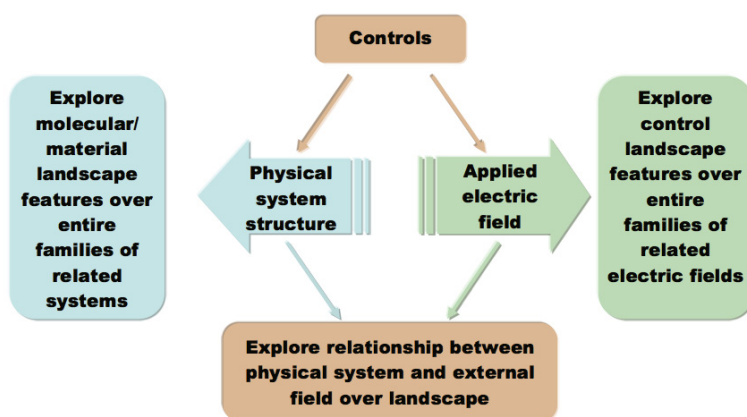 Controls
Explore
molecular/
material
landscape
features over
entire
families of
related
systems
Physical
system
structure
Applied
electric
field
Explore
control
landscape
features over
entire
families of
related
electric fields
Explore relationship between
physical system and external
field over landscape